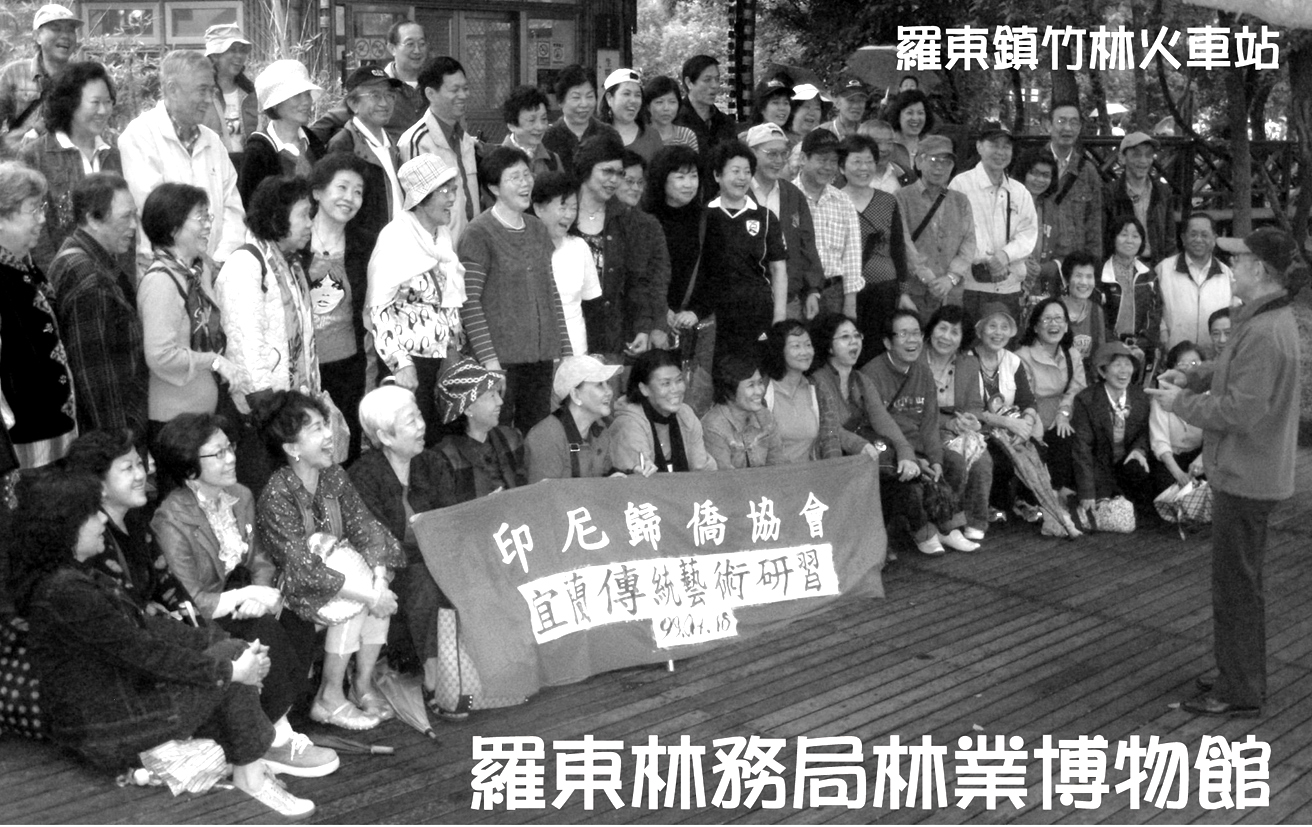 羅東鎮竹林火車站
印尼歸僑協會
宜蘭傳統藝術研習
羅東林務局林業博物館